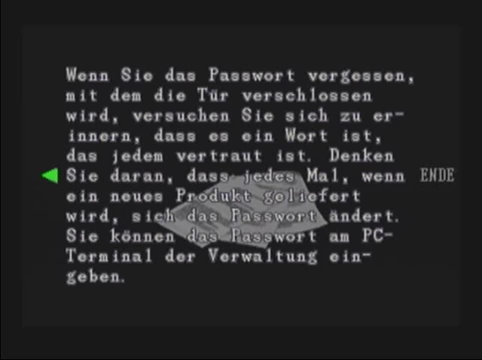 Wenn Sie das Passwort vergessen,
mit dem die Tür verschlossen
wird, versuchen Sie sich zu er-
innern, dass es ein Wort ist,
das jedem vertraut ist. Denken
Sie daran, dass jedes Mal, wenn
ENDE
ein neues Produkt geliefert
wird, sich das Passwort ändert.
Sie können das Passwort am PC-
Terminal der Verwaltung ein-
geben.